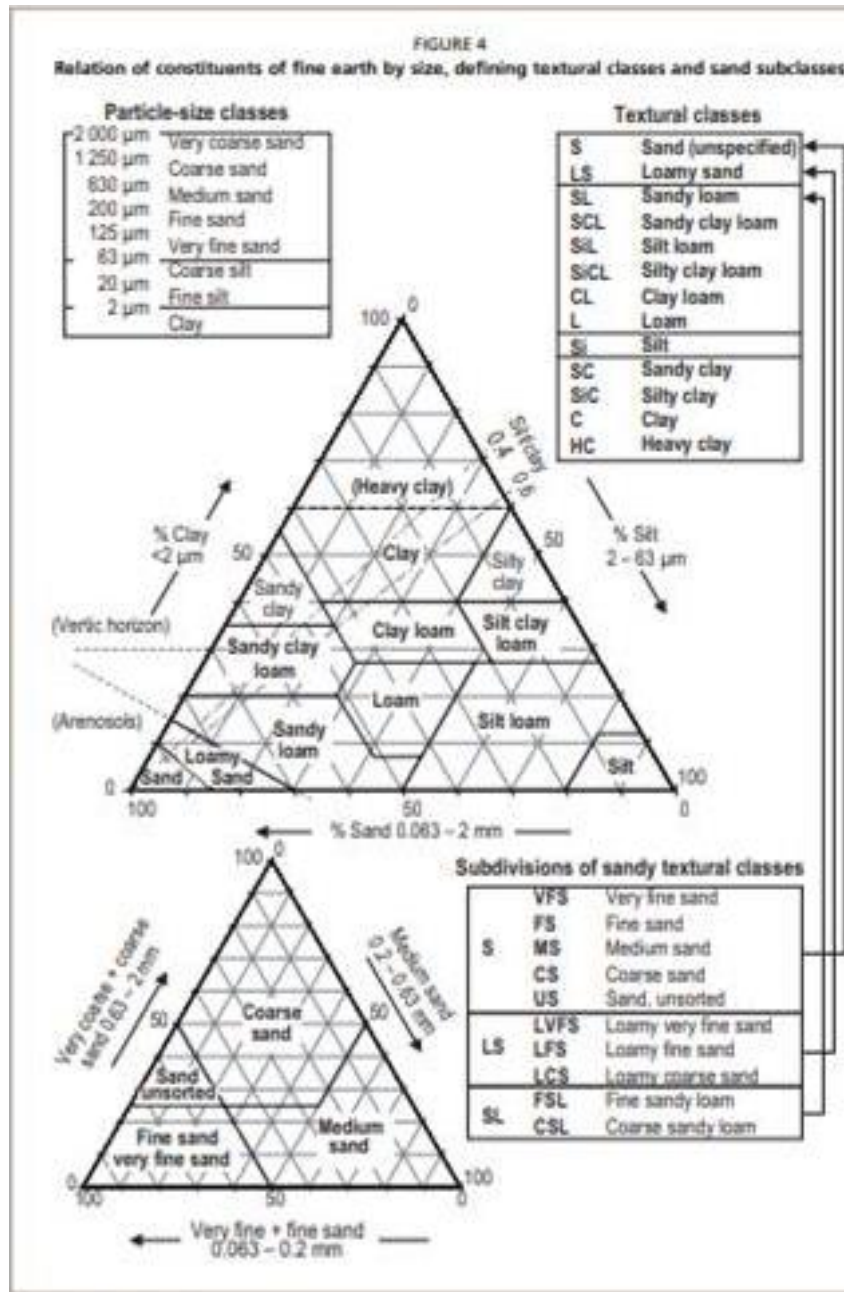 FIGURE 4
Relation of constituents of fine earth by size, defining textural classes and sand subclasses
Particle-size classes
2 000 µm Very coarse sand
1 250 µm Coarse sand
630 µm Medium sand
200 µm Fine sand
125 µm Very fine sand
63 µm Coarse silt
20 µm Fine silt
2 µm Clay
Textural classes
S Sand (unspecified)
LS Loamy sand
SL Sandy loam
SCL Sandy clay loam
SiL Silt loam
SiCL Silty clay loam
CL Clay loam
L Loam
Si Silt
SC Sandy clay
SiC Silty clay
C Clay
HC Heavy clay
100 0
Silt/clay
0.4 0.6
(Heavy clay)
% Clay
<2 µm
50
Clay
Silty
clay
50
% Silt
2 – 63 µm
Sandy
clay
(Vertic horizon)
Clay loam
Silt clay
loam
Sandy clay
loam
(Arenosols)
Loam
Sandy
loam
Silt loam
Loamy
Sand
Sand
Silt
0
100
50
100
0
% Sand 0.063 – 2 mm
100 0
Very coarse + coarse
sand 0.63 – 2 mm
Medium sand
0.2 – 0.63 mm
50
50
Coarse
sand
Sand
unsorted
Fine sand
very fine sand
Medium
sand
0
100
50
100
0
Very fine + fine sand
0.063 – 0.2 mm
Subdivisions of sandy textural classes
S
VFS Very fine sand
FS Fine sand
MS Medium sand
CS Coarse sand
US Sand, unsorted
LS
LVFS Loamy very fine sand
LFS Loamy fine sand
LCS Loamy coarse sand
SL
FSL Fine sandy loam
CSL Coarse sandy loam